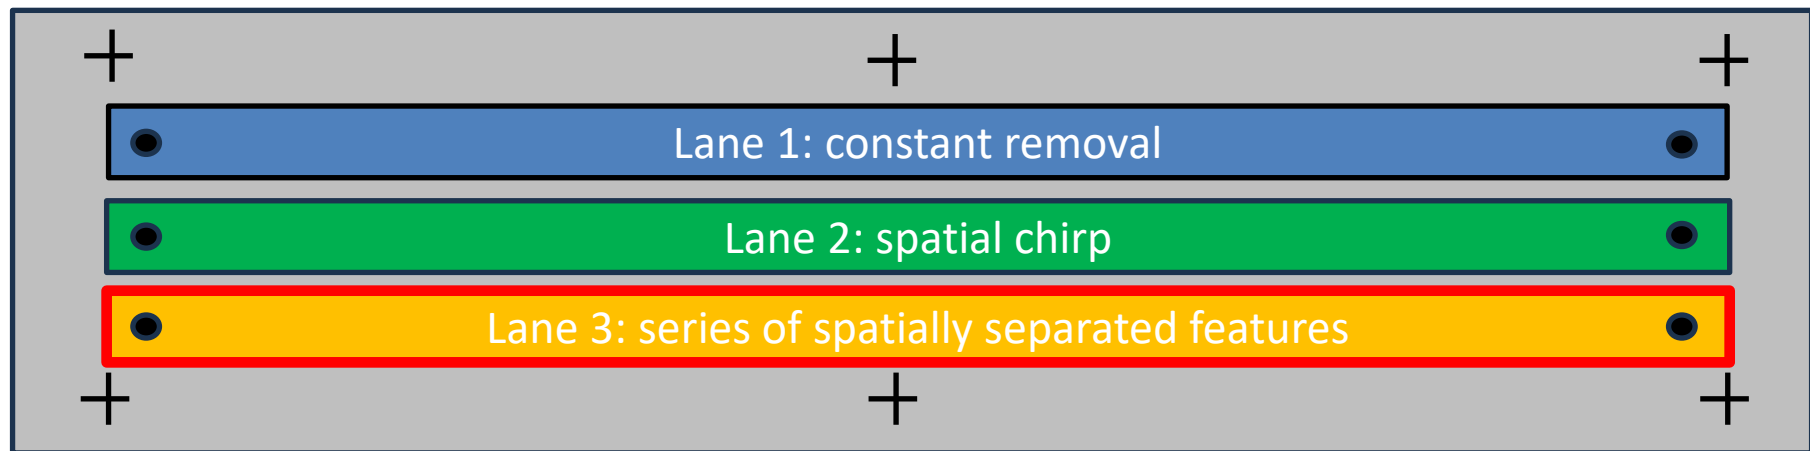 Lane 1: constant removal
Lane 2: spatial chirp
Lane 3: series of spatially separated features